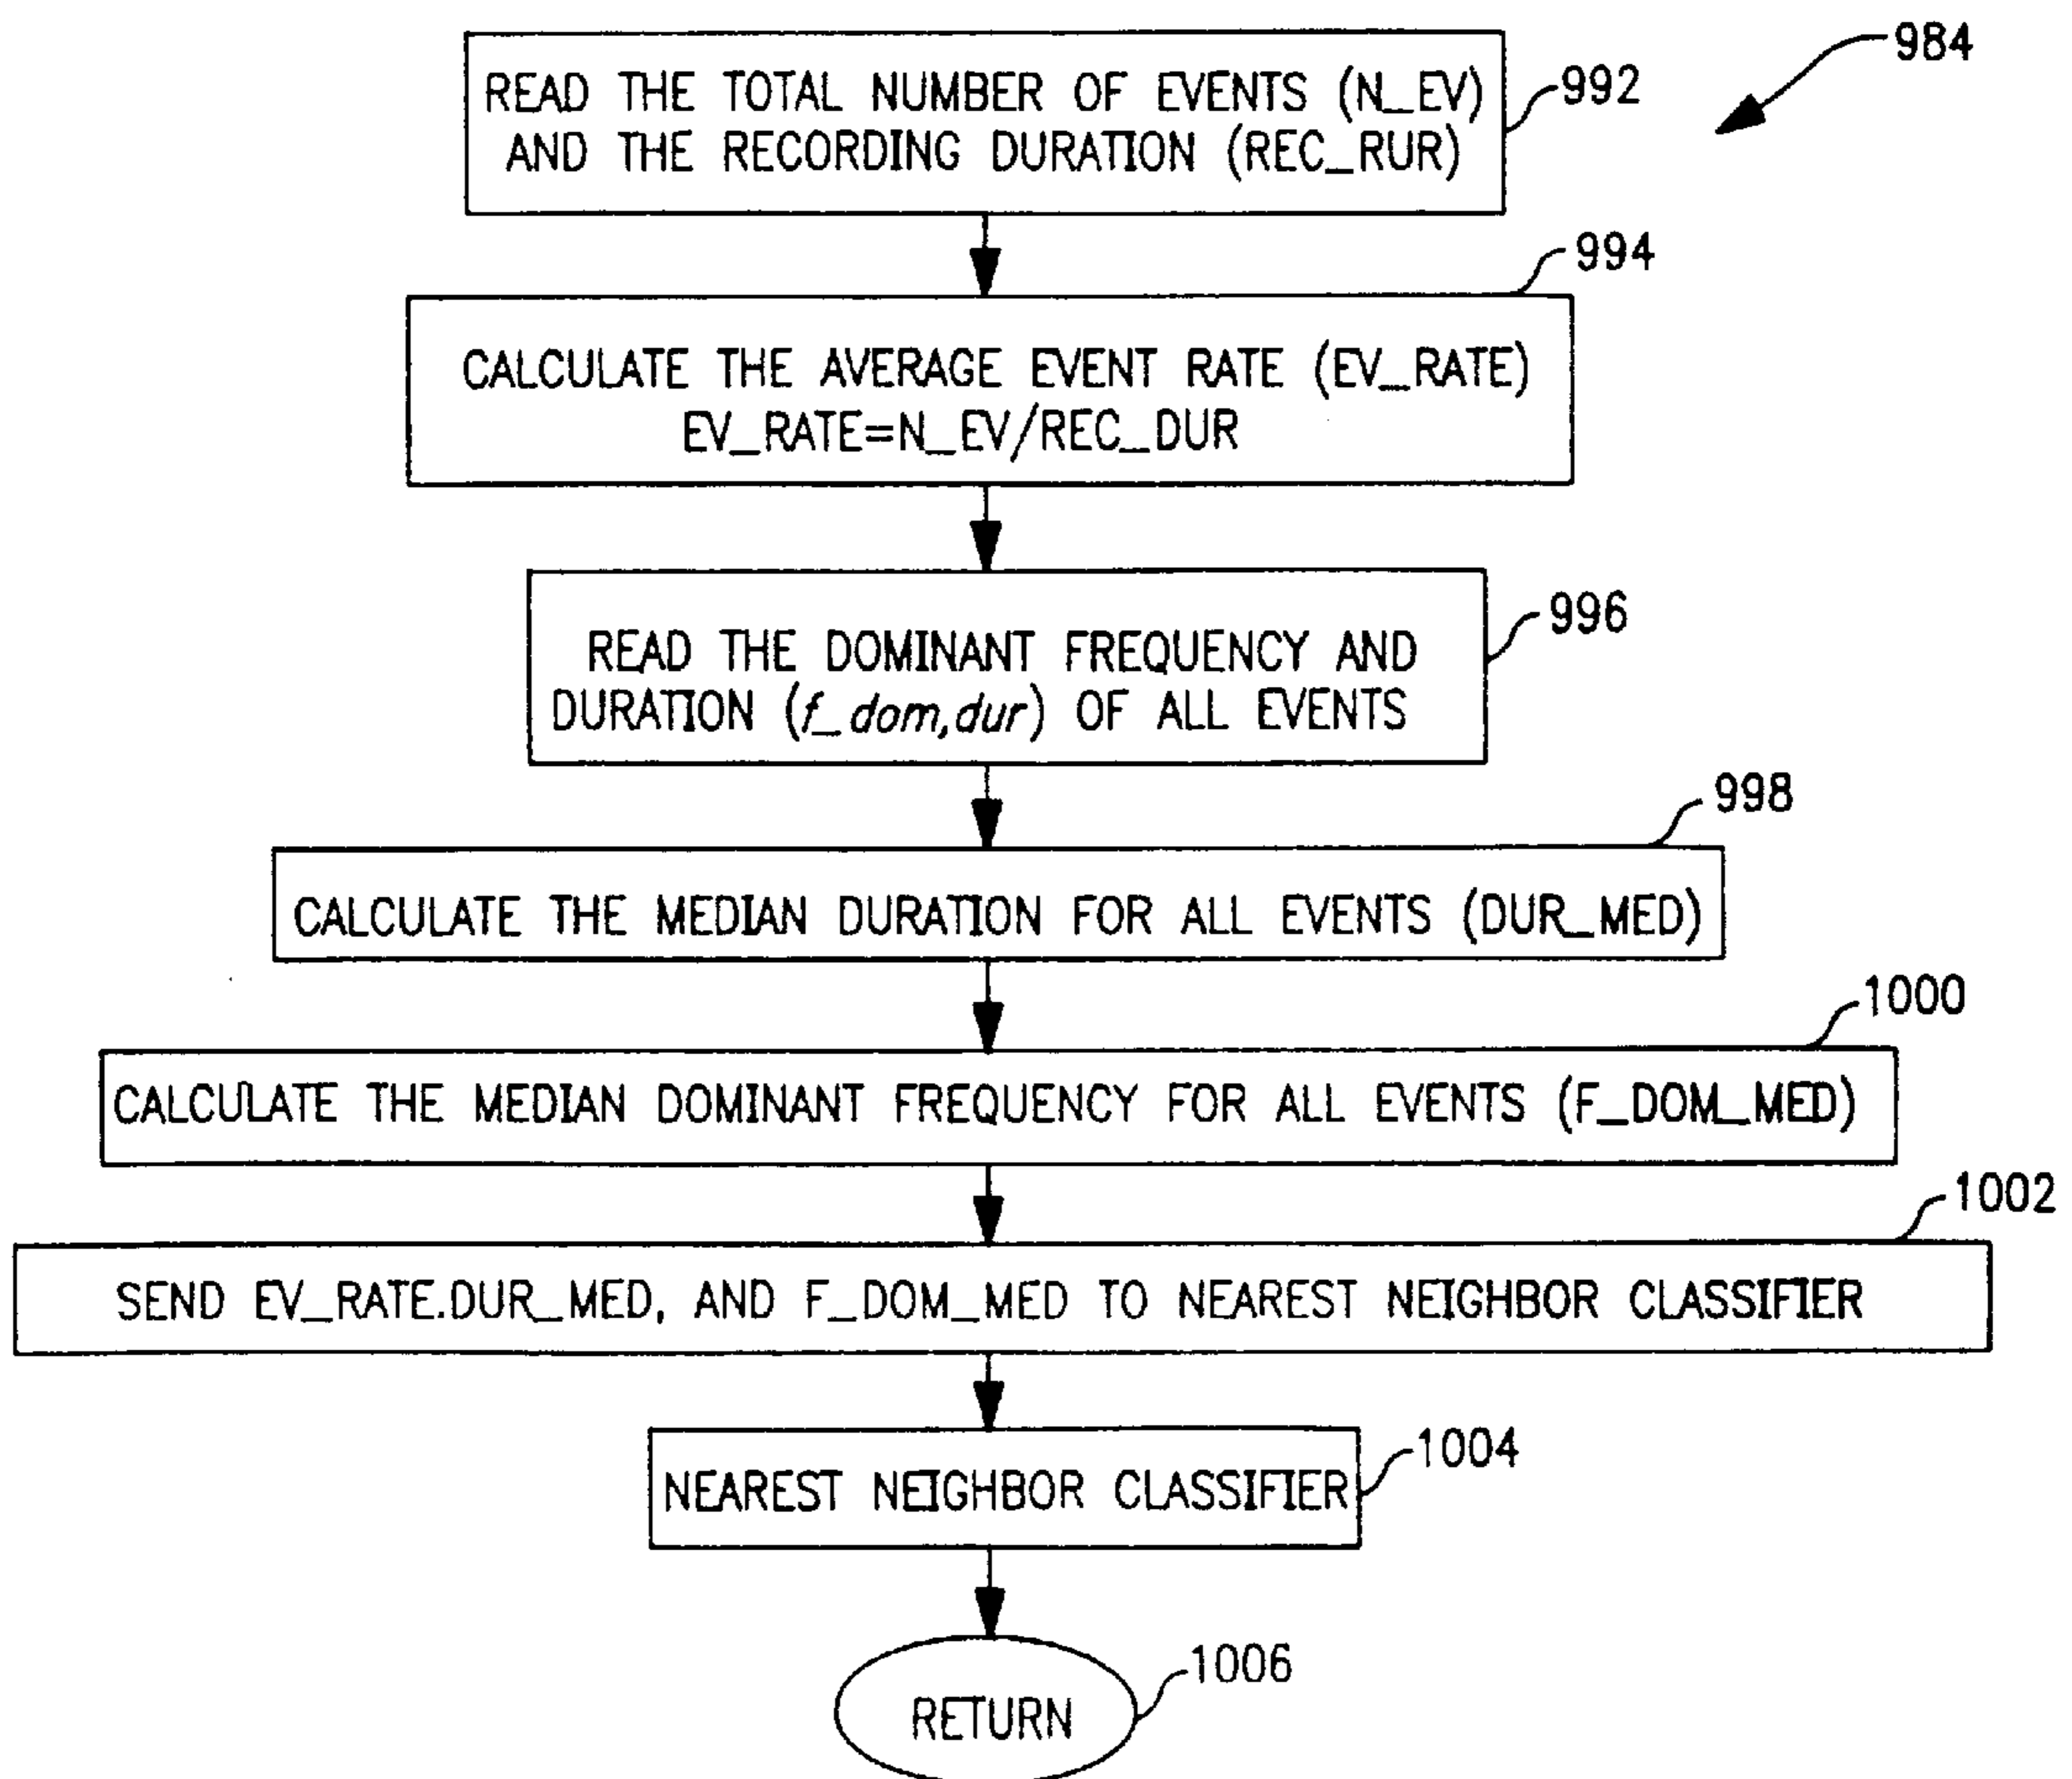 984
READ THE TOTAL NUMBER OF EVENTS (N_EV)
AND THE RECORDING DURATION (REC_RUR)
992
994
CALCULATE THE AVERAGE EVENT RATE (EV_RATE)
EV_RATE=N_EV/REC_DUR
996
READ THE DOMINANT FREQUENCY AND
DURATION (f_dom,dur) OF ALL EVENTS
998
CALCULATE THE MEDIAN DURATION FOR ALL EVENTS (DUR_MED)
1000
CALCULATE THE MEDIAN DOMINANT FREQUENCY FOR ALL EVENTS (F_DOM_MED)
1002
SEND EV_RATE.DUR_MED, AND F_DOM_MED TO NEAREST NEIGHBOR CLASSIFIER
1004
NEAREST NEIGHBOR CLASSIFIER
1006
RETURN